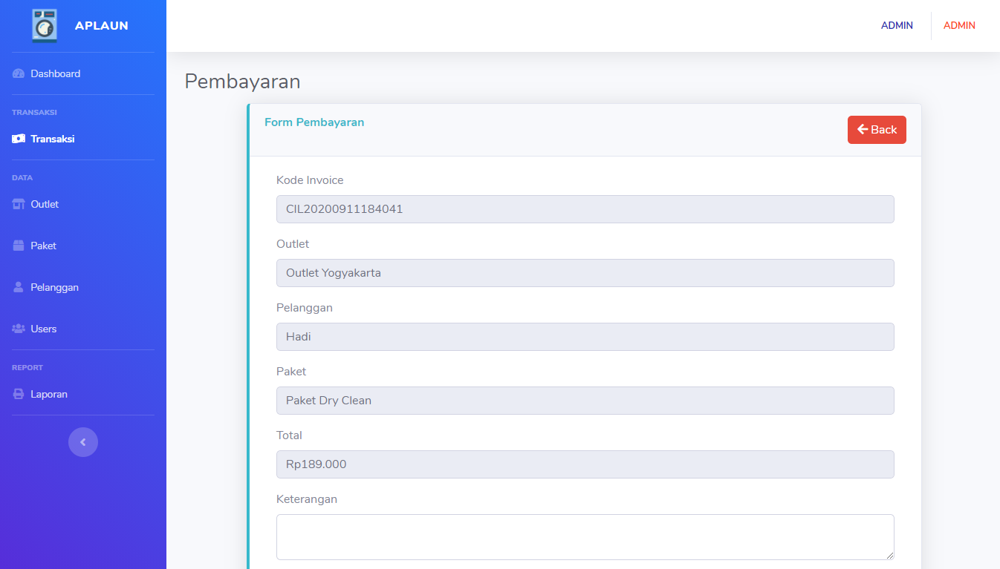 APLAUN
ADMIN ADMIN
Dashboard
TRANSAKSI
Transaksi
DATA
Outlet
Paket
Pelanggan
Users
REPORT
Laporan
Pembayaran
Form Pembayaran
Back
Kode Invoice
CIL20200911184041
Outlet
Outlet Yogyakarta
Pelanggan
Hadi
Paket
Paket Dry Clean
Total
Rp189.000
Keterangan